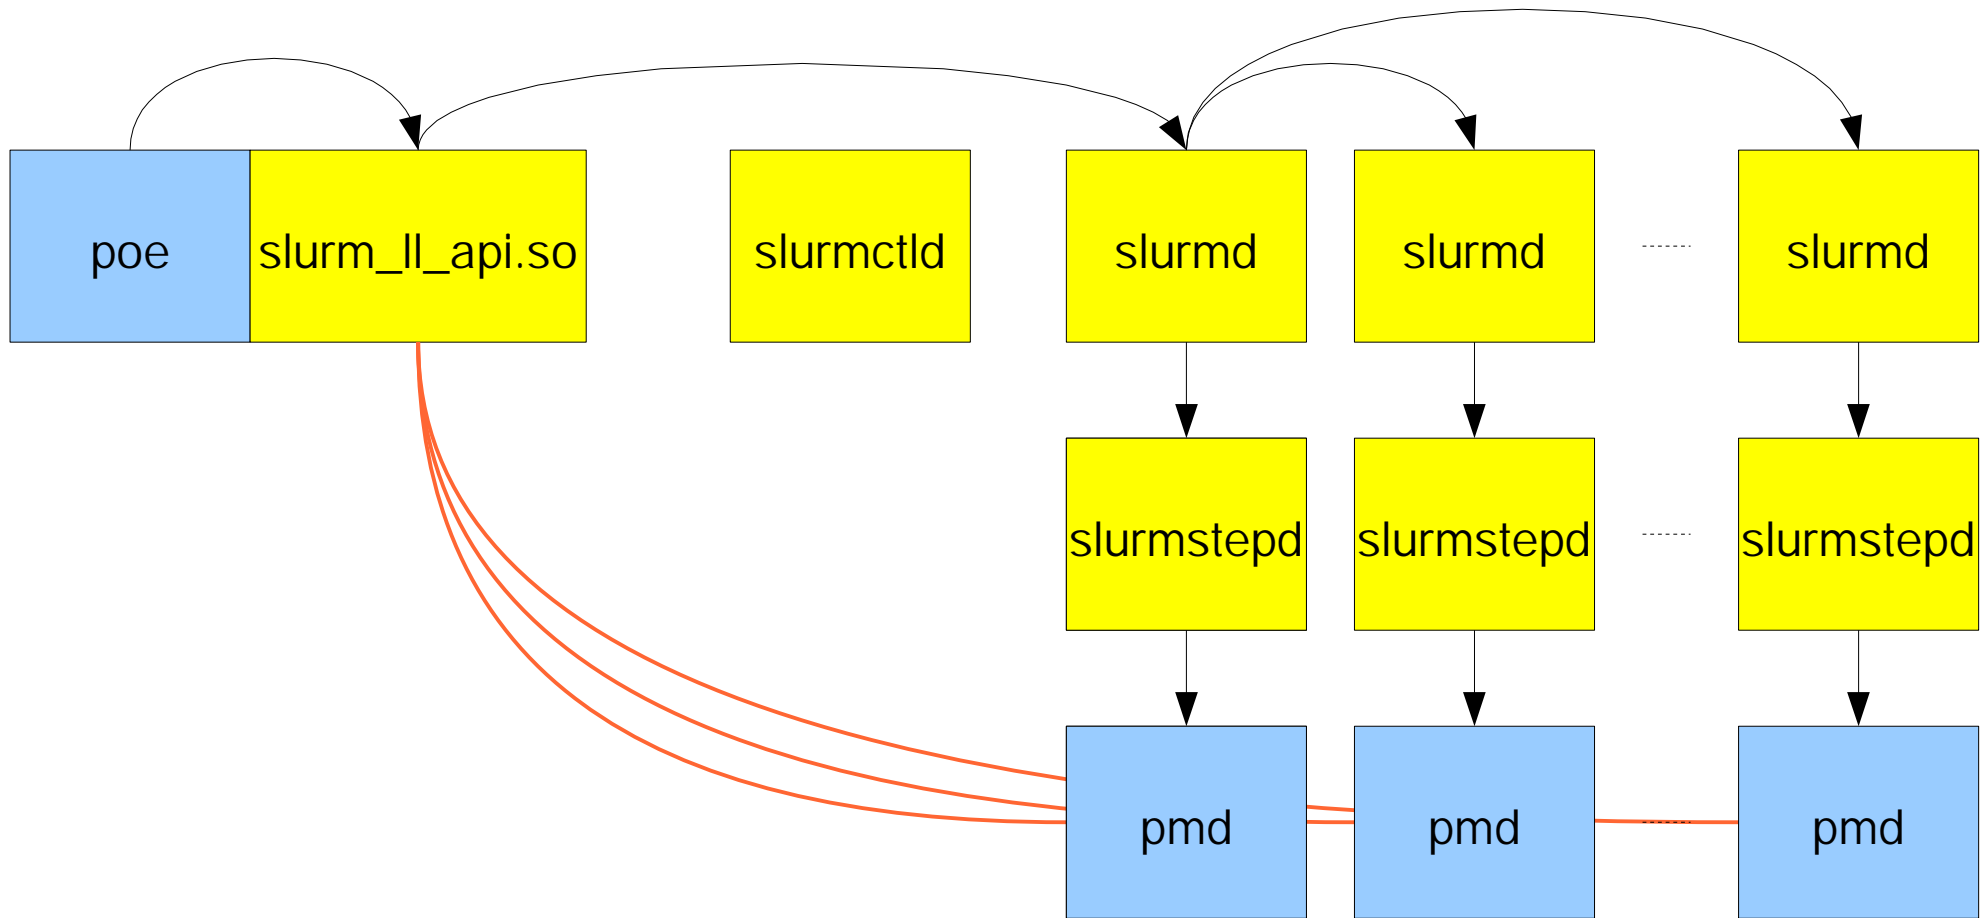 poe
slurm_ll_api.so
slurmctld
slurmd
slurmd
slurmd
slurmstepd
slurmstepd
slurmstepd
pmd
pmd
pmd